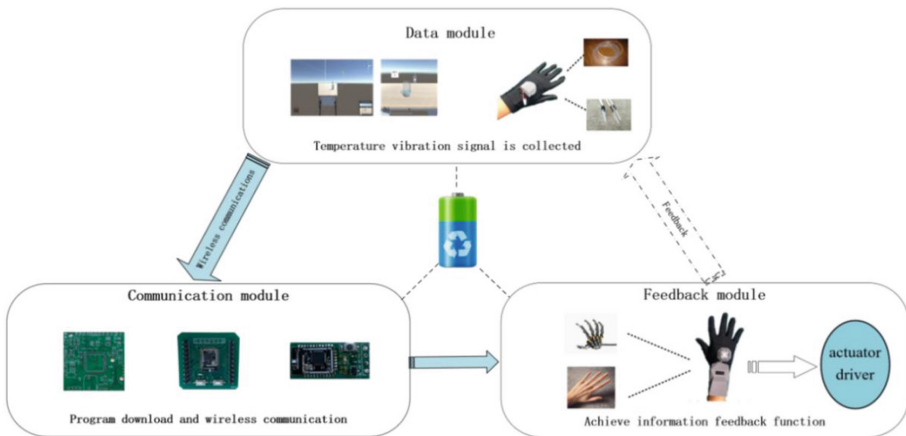 Data module
Temperature vibration signal is collected
Wireless communications
Feedback
Communication module
Program download and wireless communication
Feedback module
actuator
driver
Achieve information feedback function